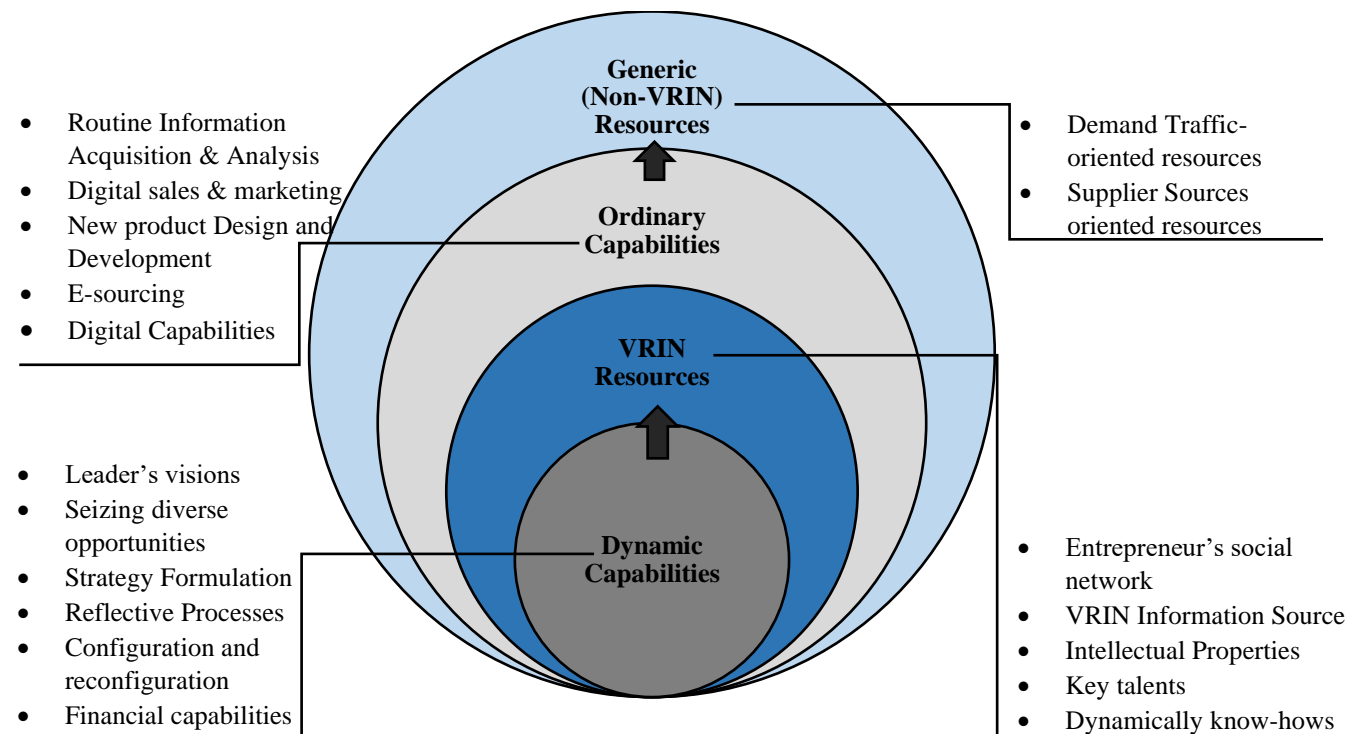 Generic
(Non-VRIN)
Resources
Ordinary
Capabilities
VRIN
Resources
Dynamic
Capabilities
• Routine Information
Acquisition & Analysis
• Digital sales & marketing
• New product Design and
Development
• E-sourcing
• Digital Capabilities
• Demand Traffic-
oriented resources
• Supplier Sources
oriented resources
• Leader’s visions
• Seizing diverse
opportunities
• Strategy Formulation
• Reflective Processes
• Configuration and
reconfiguration
• Financial capabilities
• Entrepreneur’s social
network
• VRIN Information Source
• Intellectual Properties
• Key talents
• Dynamically know-hows